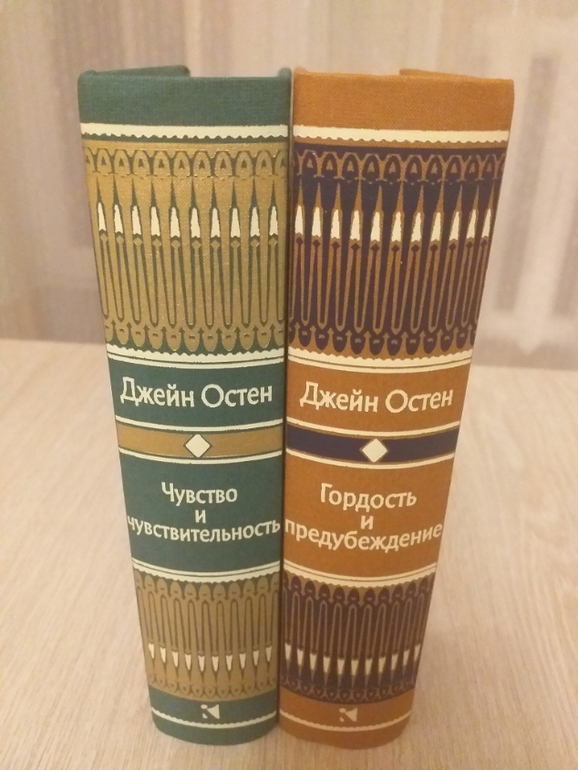 Джейн Остен
Чувство
и
чувствительность
Джейн Остен
Гордость
и
предубеждение